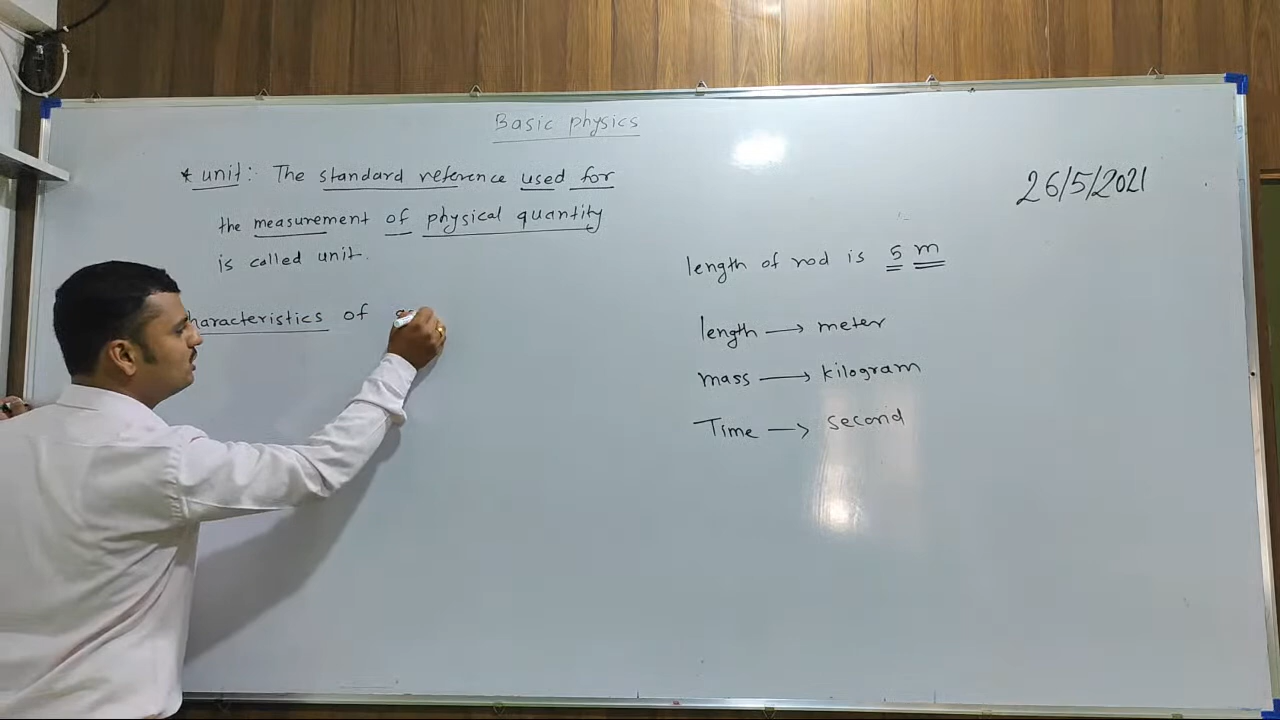 Basic physics
* unit: The standard reference used for
the measurement of physical quantity
is called unit.
haracteristics of
26/5/2021
length of rod is 5 m
length → meter
mass → kilogram
Time → second